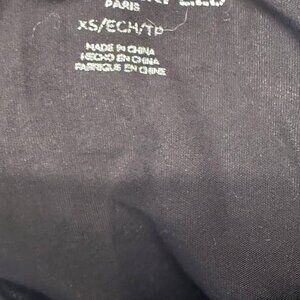 PARIS
XS/ECH/TP
MADE IN CHINA
HECHO EN CHINA
FABRIQUE EN CHINE